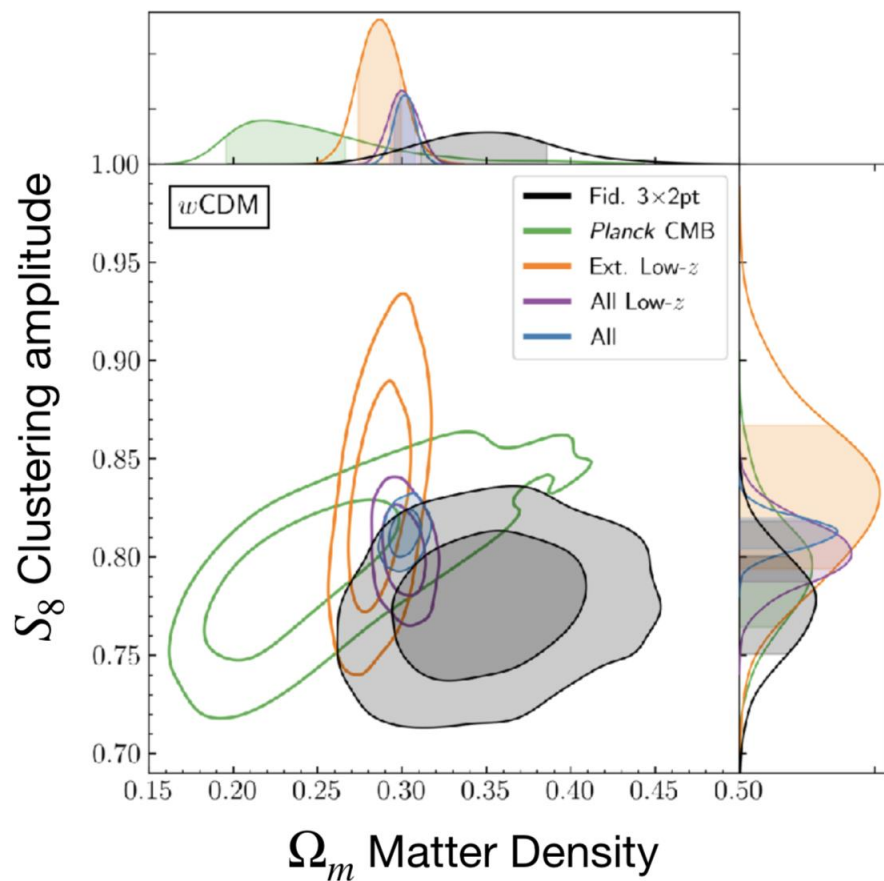 1.00
wCDM
Fid. 3×2pt
Planck CMB
Ext. Low-z
All Low-z
All
0.95
0.90
0.85
0.80
0.75
0.70
S₈ Clustering amplitude
0.15 0.20 0.25 0.30 0.35 0.40 0.45 0.50
Ωₘ Matter Density